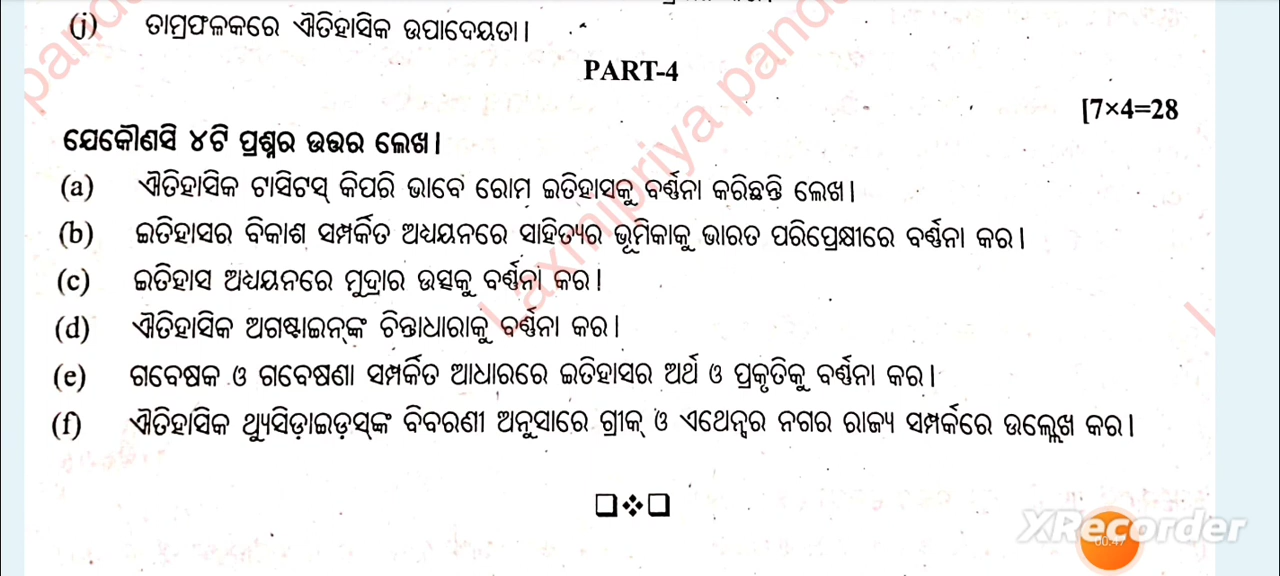 (j) ତାମ୍ରଫଳକରେ ଐତିହାସିକ ଉପାଦେୟତା।
PART-4
[7×4=28
ଯେକୌଣସି ୪ଟି ପ୍ରଶ୍ନର ଉତ୍ତର ଲେଖ।
(a) ଐତିହାସିକ ଟାସିଟସ୍ କିପରି ଭାବେ ରୋମ ଇତିହାସକୁ ବର୍ଣ୍ଣନା କରିଛନ୍ତି ଲେଖ।
(b) ଇତିହାସର ବିକାଶ ସମ୍ପର୍କିତ ଅଧ୍ୟୟନରେ ସାହିତ୍ୟର ଭୂମିକାକୁ ଭାରତ ପରିପ୍ରେକ୍ଷୀରେ ବର୍ଣ୍ଣନା କର।
(c) ଇତିହାସ ଅଧ୍ୟୟନରେ ମୁଦ୍ରାର ଉତ୍ସକୁ ବର୍ଣ୍ଣନା କର।
(d) ଐତିହାସିକ ଅଗଷ୍ଟାଇନ୍‌ଙ୍କ ଚିନ୍ତାଧାରାକୁ ବର୍ଣ୍ଣନା କର।
(e) ଗବେଷକ ଓ ଗବେଷଣା ସମ୍ପର୍କିତ ଆଧାରରେ ଇତିହାସର ଅର୍ଥ ଓ ପ୍ରକୃତିକୁ ବର୍ଣ୍ଣନା କର।
(f) ଐତିହାସିକ ଥ୍ୟୁସିଡ଼ାଇଡ଼ସ୍‌ଙ୍କ ବିବରଣୀ ଅନୁସାରେ ଗ୍ରୀକ୍ ଓ ଏଥେନ୍ସର ନଗର ରାଜ୍ୟ ସମ୍ପର୍କରେ ଉଲ୍ଲେଖ କର।
Laxmipriya panda
XRecorder
00:47